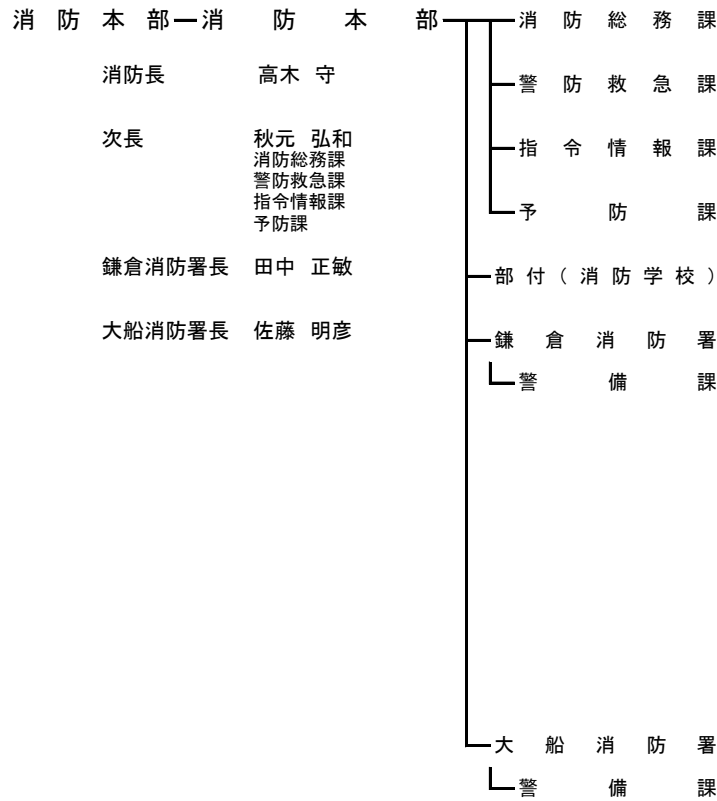 消防本部 消防本部 消防総務課
消防長 高木 守 警防救急課
次長 秋元 弘和 指令情報課
消防総務課
警防救急課
指令情報課
予防課 予防課
鎌倉消防署長 田中 正敏 部付(消防学校)
大船消防署長 佐藤 明彦 鎌倉消防署
警備課
大船消防署
警備課